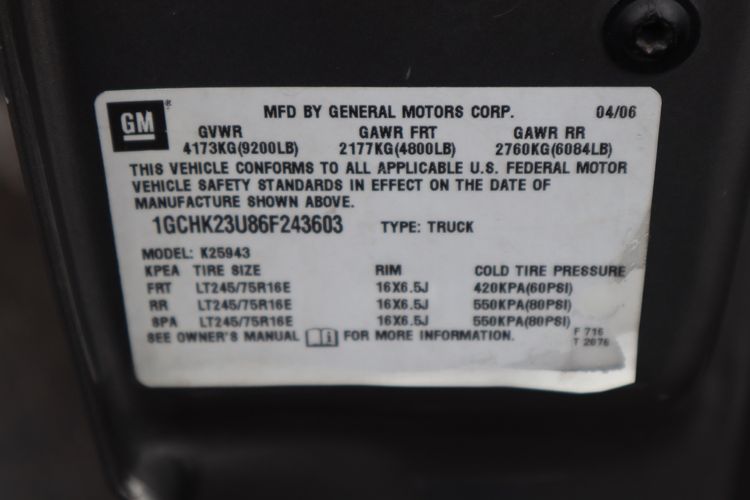 GM®
MFD BY GENERAL MOTORS CORP. 04/06
GVWR GAWR FRT GAWR RR
4173KG(9200LB) 2177KG(4800LB) 2760KG(6084LB)
THIS VEHICLE CONFORMS TO ALL APPLICABLE U.S. FEDERAL MOTOR
VEHICLE SAFETY STANDARDS IN EFFECT ON THE DATE OF
MANUFACTURE SHOWN ABOVE.
1GCHK23U86F243603 TYPE: TRUCK
MODEL: K25943
KPEA TIRE SIZE RIM COLD TIRE PRESSURE
FRT LT245/75R16E 16X6.5J 420KPA(60PSI)
RR LT245/75R16E 16X6.5J 550KPA(80PSI)
SPA LT245/75R16E 16X6.5J 550KPA(80PSI)
SEE OWNER'S MANUAL FOR MORE INFORMATION. F 716
T 2076